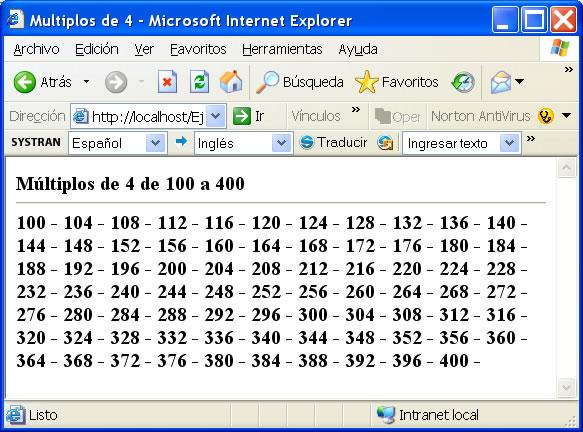 Multiplos de 4 - Microsoft Internet Explorer
Archivo Edición Ver Favoritos Herramientas Ayuda
Atrás Búsqueda Favoritos »
Dirección http://localhost/Ej Ir Vínculos » Oper Norton AntiVirus
SYSTRAN Español Inglés Traducir Ingresar texto »
Múltiplos de 4 de 100 a 400
100 - 104 - 108 - 112 - 116 - 120 - 124 - 128 - 132 - 136 - 140 -
144 - 148 - 152 - 156 - 160 - 164 - 168 - 172 - 176 - 180 - 184 -
188 - 192 - 196 - 200 - 204 - 208 - 212 - 216 - 220 - 224 - 228 -
232 - 236 - 240 - 244 - 248 - 252 - 256 - 260 - 264 - 268 - 272 -
276 - 280 - 284 - 288 - 292 - 296 - 300 - 304 - 308 - 312 - 316 -
320 - 324 - 328 - 332 - 336 - 340 - 344 - 348 - 352 - 356 - 360 -
364 - 368 - 372 - 376 - 380 - 384 - 388 - 392 - 396 - 400 -
Listo Intranet local